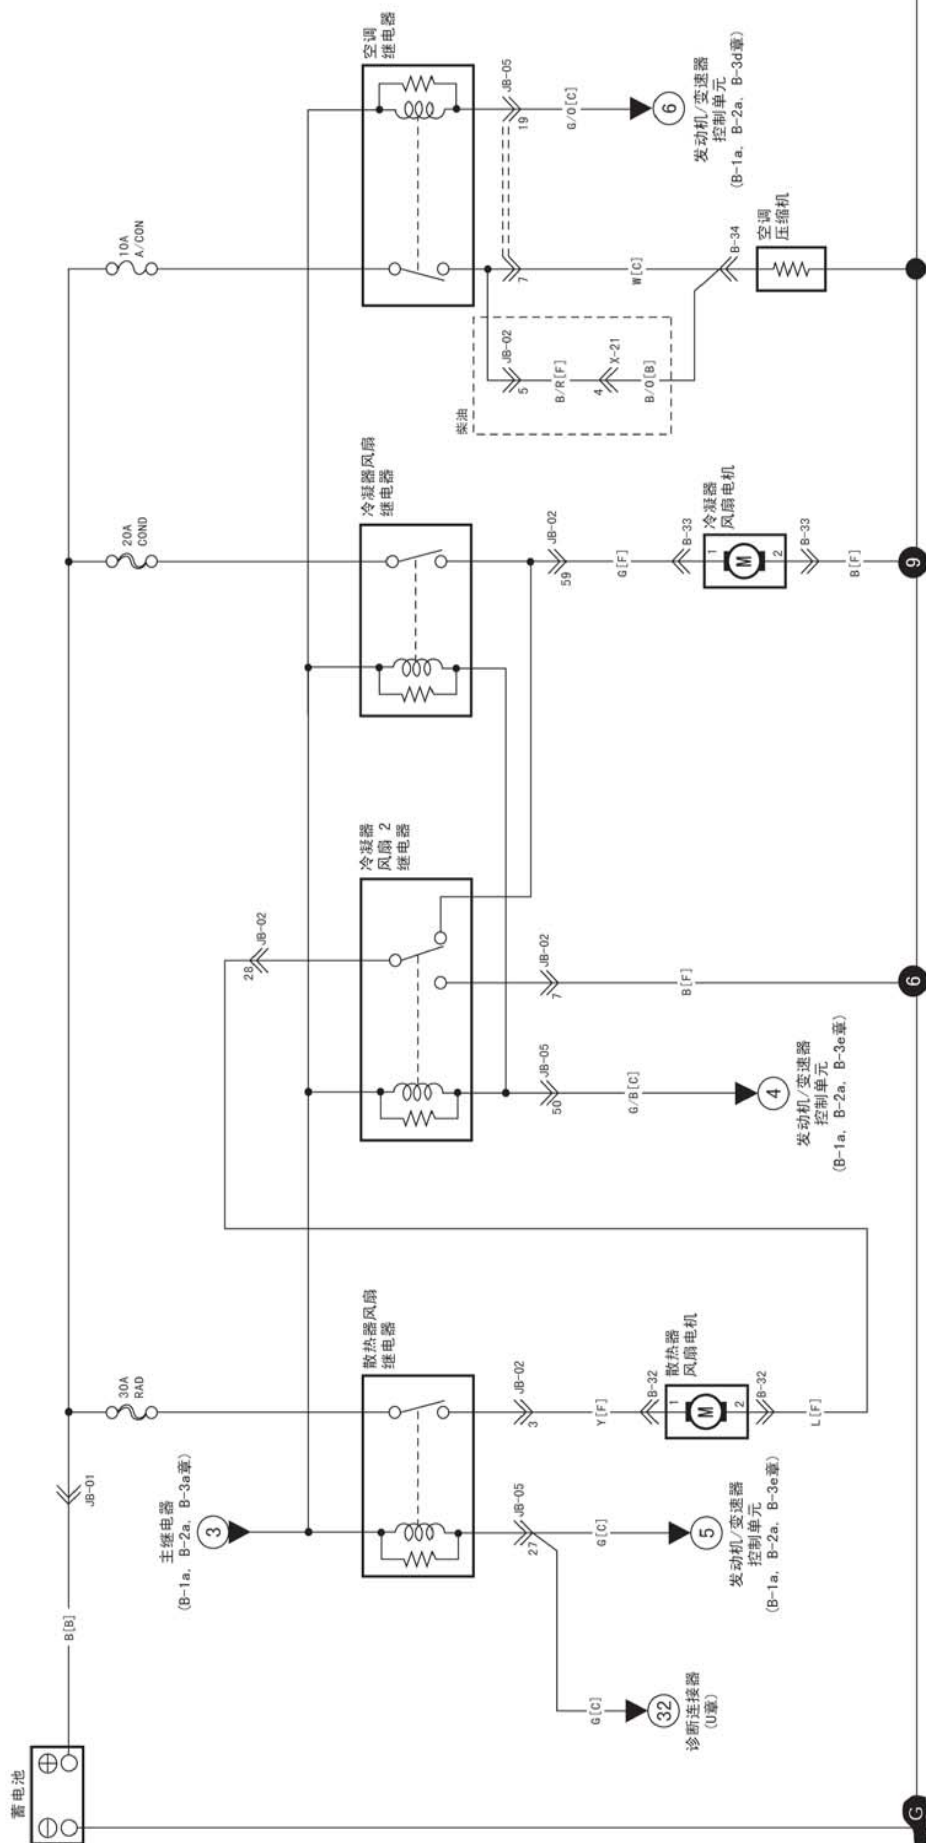 蓄电池
B[B]
JB-01
30A
RAD
20A
COND
10A
A/CON
主继电器
(B-1a, B-2a, B-3a章)
3
散热器风扇
继电器
28
JB-02
冷凝器
风扇 2
继电器
冷凝器风扇
继电器
空调
继电器
27
JB-05
3
JB-02
50
JB-05
7
JB-02
59
JB-02
柴油
5
JB-02
7
19
JB-05
G[C]
Y[F]
G/B[C]
B[F]
G[F]
B/R[F]
4
X-21
B/O[B]
W[C]
G/O[C]
G[C]
32
诊断连接器
(U章)
5
发动机/变速器
控制单元
(B-1a, B-2a, B-3e章)
B-32
1
M
2
散热器
风扇电机
B-32
L[F]
4
发动机/变速器
控制单元
(B-1a, B-2a, B-3e章)
B-33
1
M
2
冷凝器
风扇电机
B-33
B[F]
B-34
空调
压缩机
6
发动机/变速器
控制单元
(B-1a, B-2a, B-3d章)
G
6
9